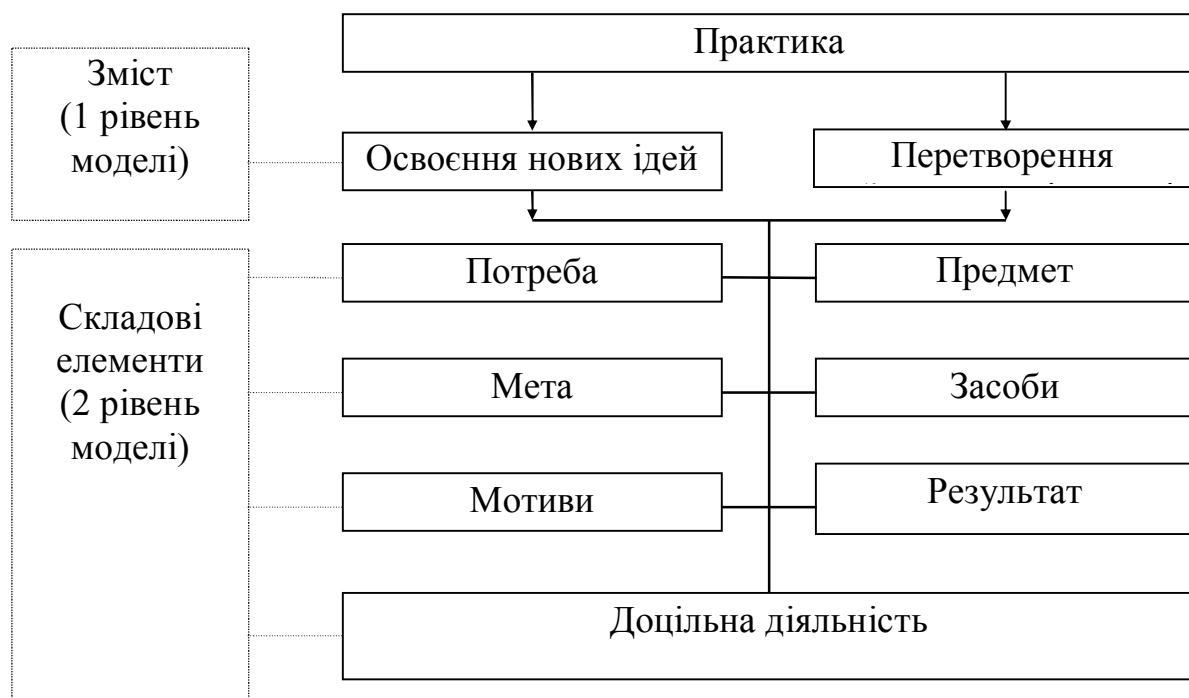 Практика
Зміст
(1 рівень
моделі)
Освоєння нових ідей
Перетворення
Складові
елементи
(2 рівень
моделі)
Потреба
Предмет
Мета
Засоби
Мотиви
Результат
Доцільна діяльність